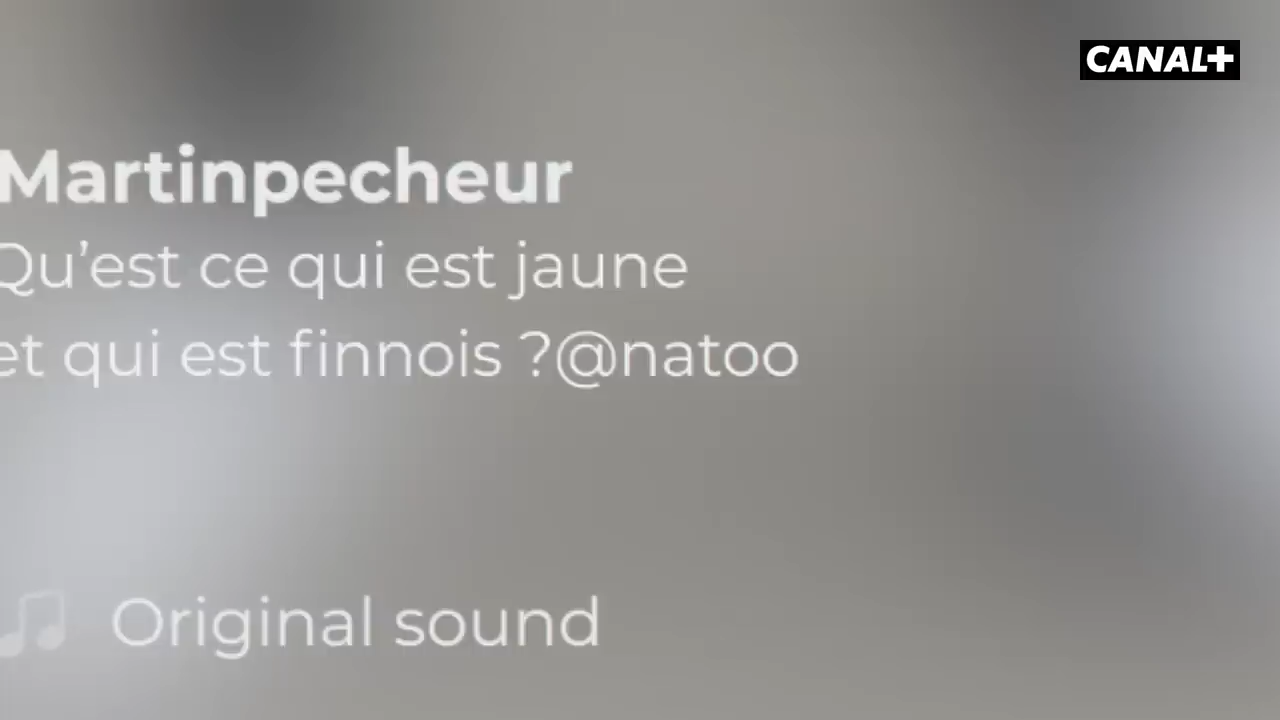 CANAL+
Martinpecheur
Qu’est ce qui est jaune
et qui est finnois ?@natoo
Original sound